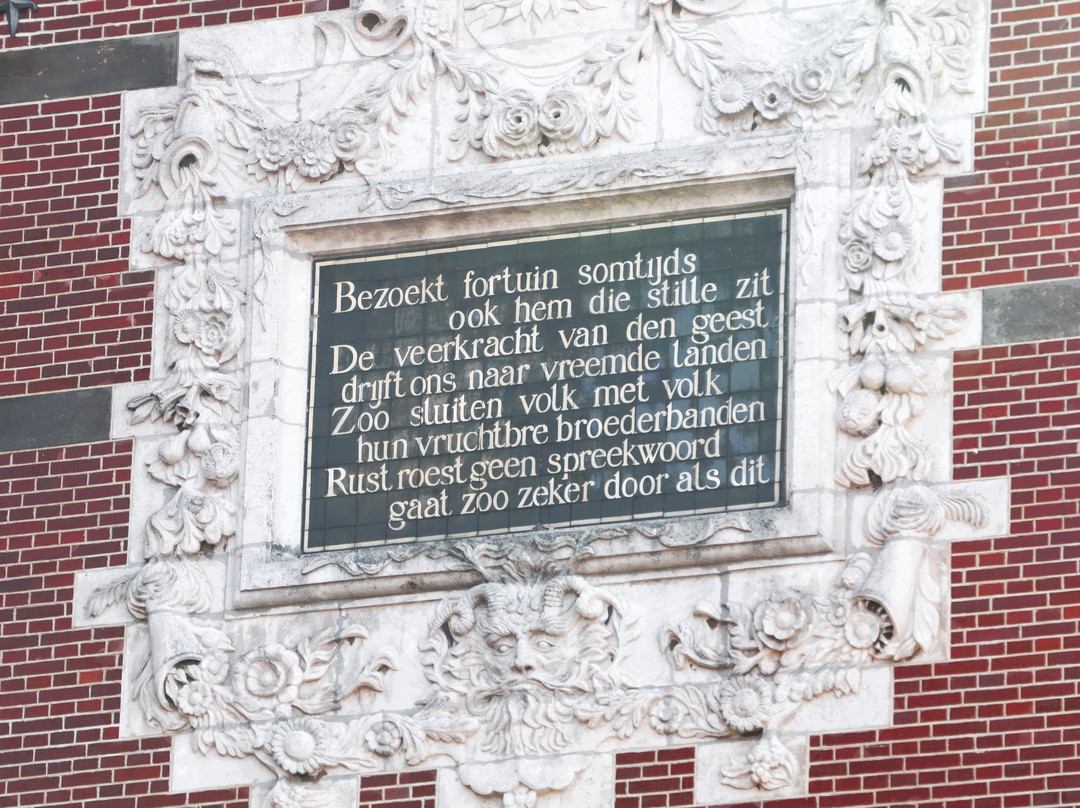 Bezoekt fortuin somtijds
ook hem die stille zit
De veerkracht van den geest
drijft ons naar vreemde landen
Zoo sluiten volk met volk
hun vruchtbre broederbanden
Rust roest geen spreekwoord
gaat zoo zeker door als dit